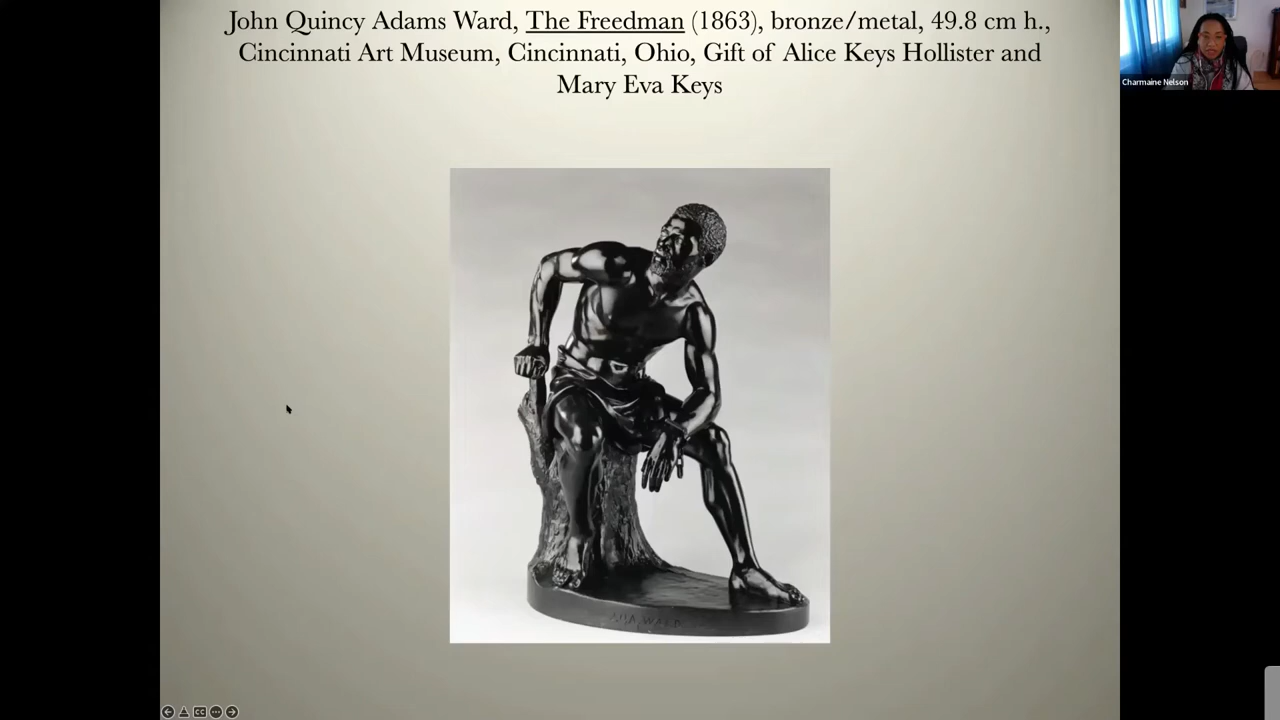 John Quincy Adams Ward, The Freedman (1863), bronze/metal, 49.8 cm h.,
Cincinnati Art Museum, Cincinnati, Ohio, Gift of Alice Keys Hollister and
Mary Eva Keys
Charmaine Nelson
CC